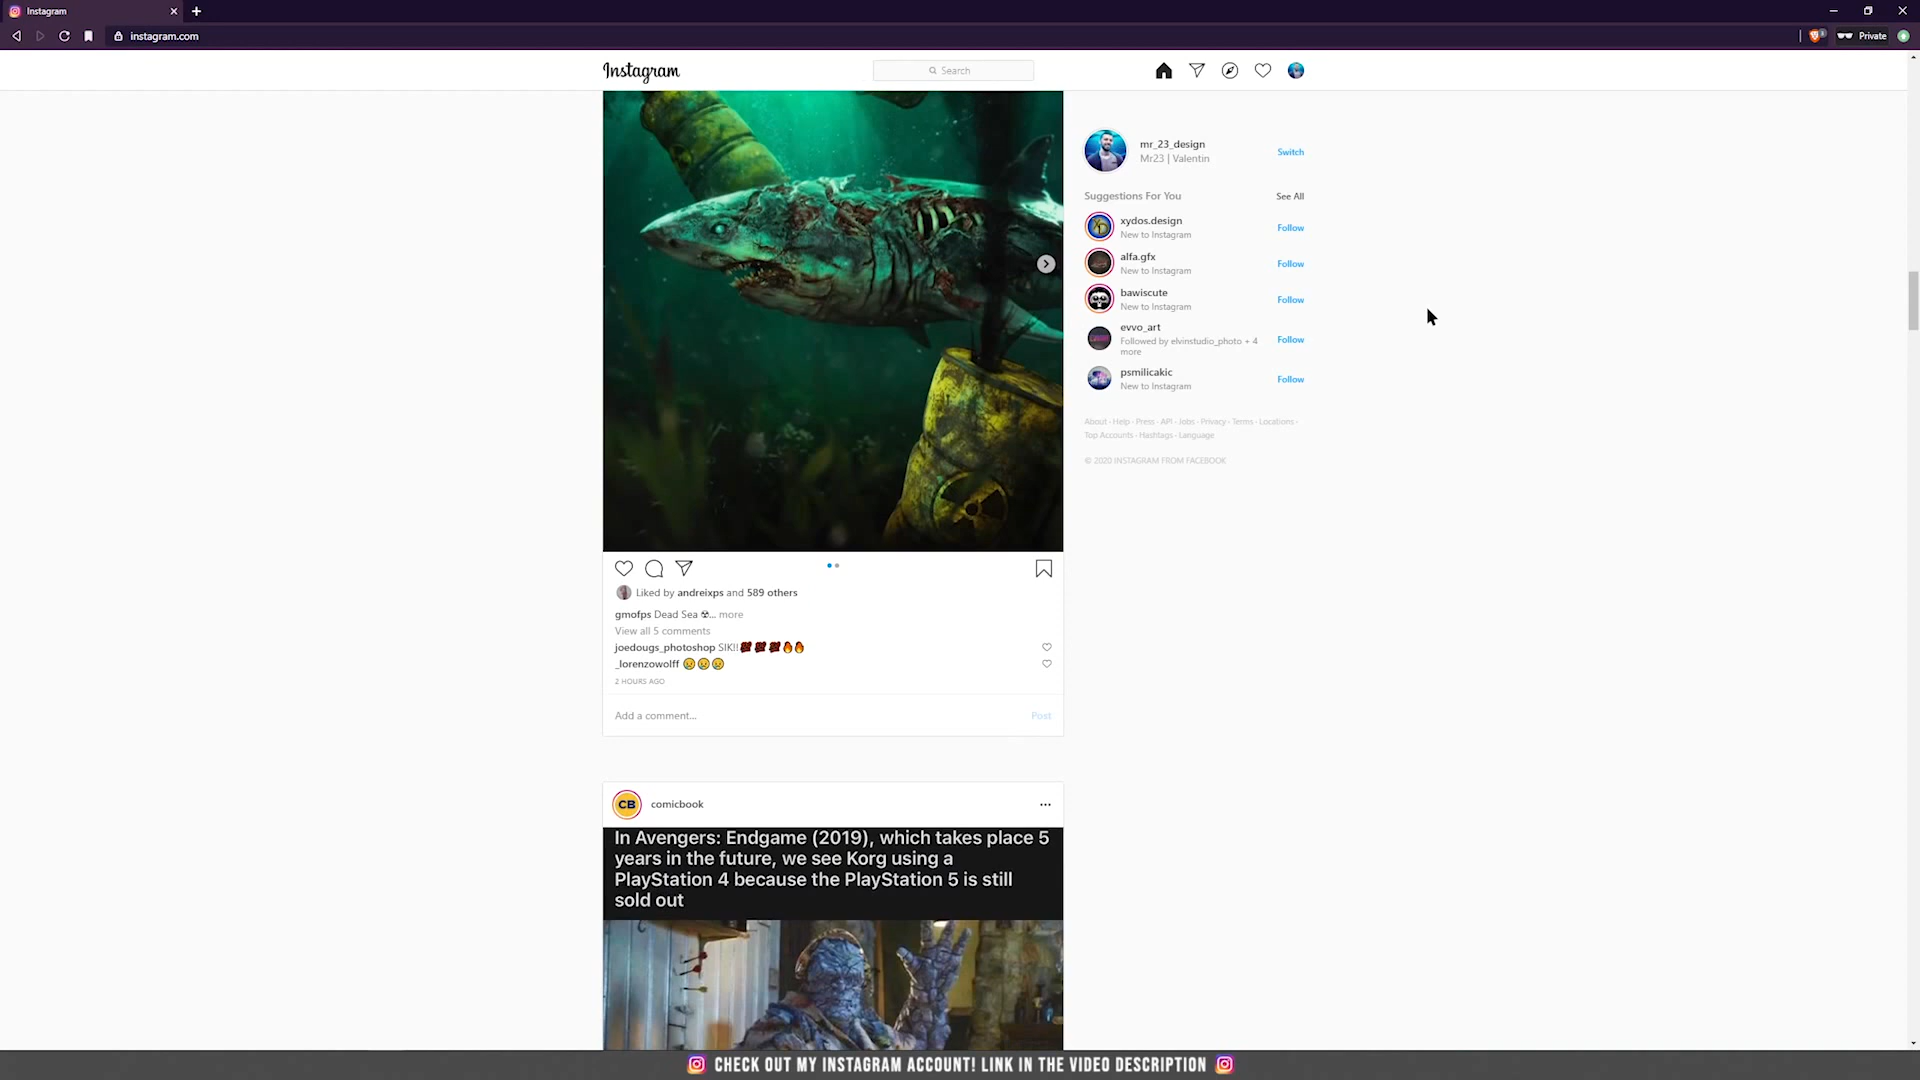 Instagram
instagram.com
Private
Instagram
Search
mr_23_design
Mr23 | Valentin
Switch
Suggestions For You
See All
xydos.design
New to Instagram
Follow
alfa.gfx
New to Instagram
Follow
bawiscute
New to Instagram
Follow
evvo_art
Followed by elvinstudio_photo + 4
more
Follow
psmilicakic
New to Instagram
Follow
About · Help · Press · API · Jobs · Privacy · Terms · Locations ·
Top Accounts · Hashtags · Language
© 2020 INSTAGRAM FROM FACEBOOK
Liked by andreixps and 589 others
gmofps Dead Sea ☢... more
View all 5 comments
joedougs_photoshop SIK!!💯💯💯🔥🔥
_lorenzowolff 😢😢😢
2 HOURS AGO
Add a comment...
Post
CB
comicbook
In Avengers: Endgame (2019), which takes place 5
years in the future, we see Korg using a
PlayStation 4 because the PlayStation 5 is still
sold out
CHECK OUT MY INSTAGRAM ACCOUNT! LINK IN THE VIDEO DESCRIPTION